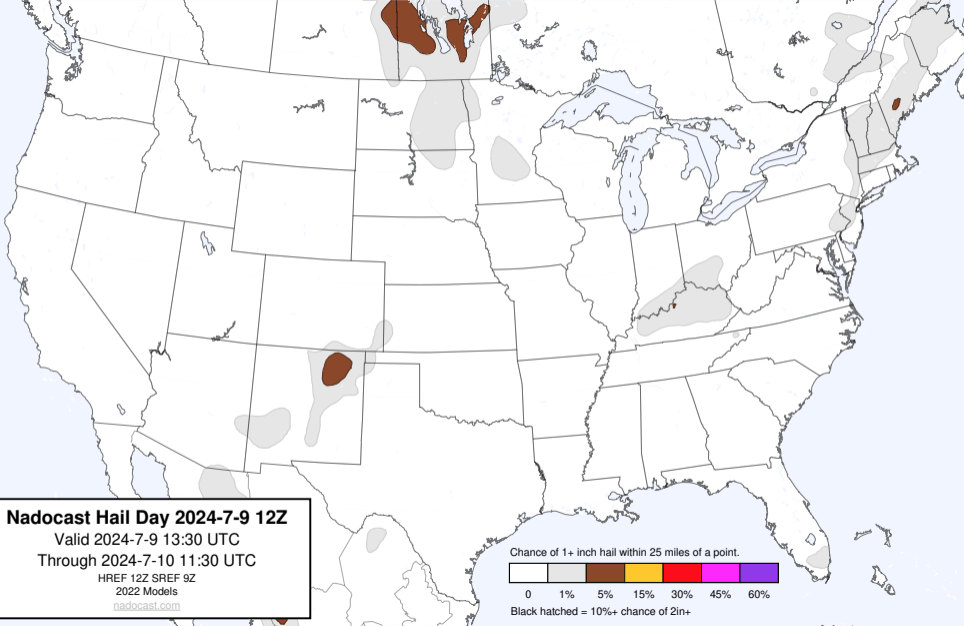 Nadocast Hail Day 2024-7-9 12Z
Valid 2024-7-9 13:30 UTC
Through 2024-7-10 11:30 UTC
HREF 12Z SREF 9Z
2022 Models
nadocast.com
Chance of 1+ inch hail within 25 miles of a point.
0 1% 5% 15% 30% 45% 60%
Black hatched = 10%+ chance of 2in+